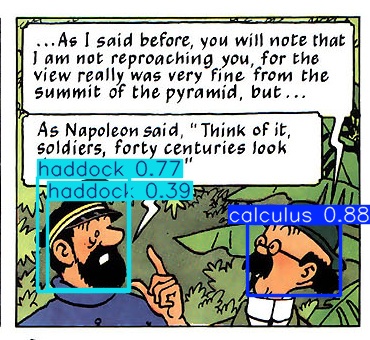 ...As I said before, you will note that
I am not reproaching you, for the
view really was very fine from the
summit of the pyramid, but...
As Napoleon said, "Think of it,
soldiers, forty centuries look
"
haddock 0.77
haddock 0.39
calculus 0.88